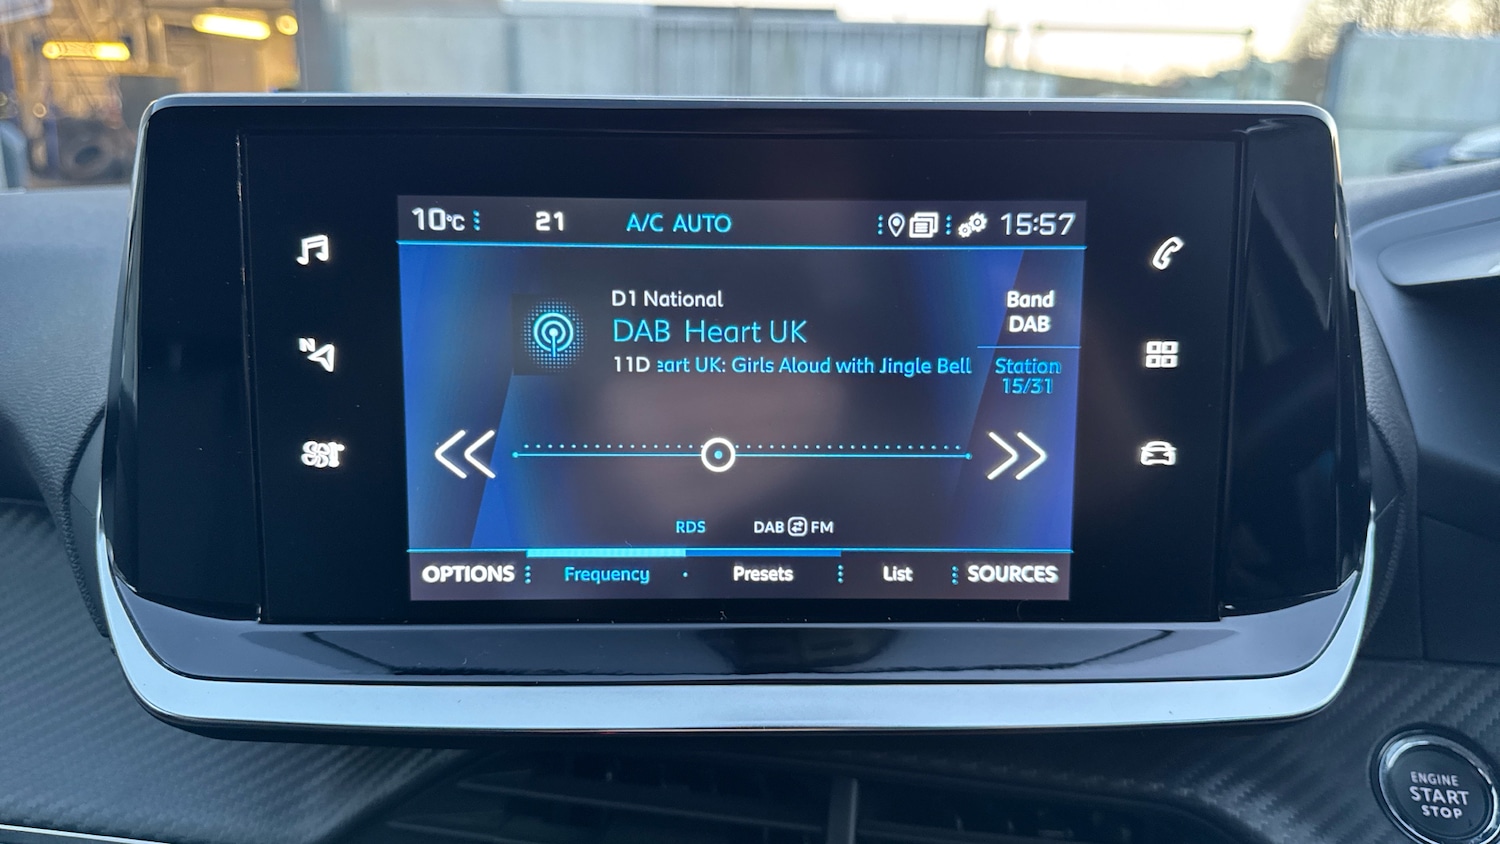 10°C 21 A/C AUTO 15:57
D1 National
DAB Heart UK
11D eart UK: Girls Aloud with Jingle Bell
Band
DAB
Station
15/31
N
RDS DAB FM
OPTIONS Frequency Presets List SOURCES
ENGINE
START
STOP